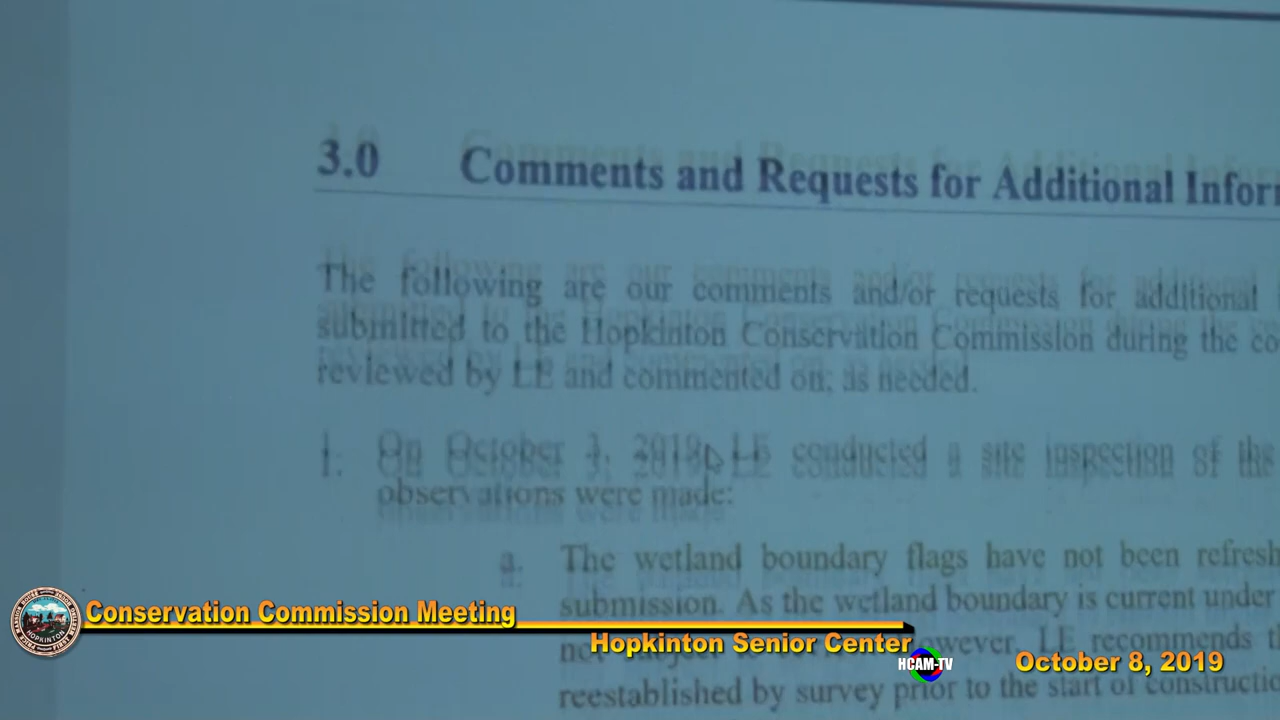 3.0 Comments and Requests for Additional Infor
The following are our comments and/or requests for additional
submitted to the Hopkinton Conservation Commission during the co
reviewed by LE and commented on, as needed.
1. On October 3, 2019, LE conducted a site inspection of the
observations were made:
a. The wetland boundary flags have not been refresh
submission. As the wetland boundary is current under
owever, LE recommends
reestablished by survey prior to the start of constructio
Conservation Commission Meeting
Hopkinton Senior Center
HCAM-TV
October 8, 2019
HOPKINTON